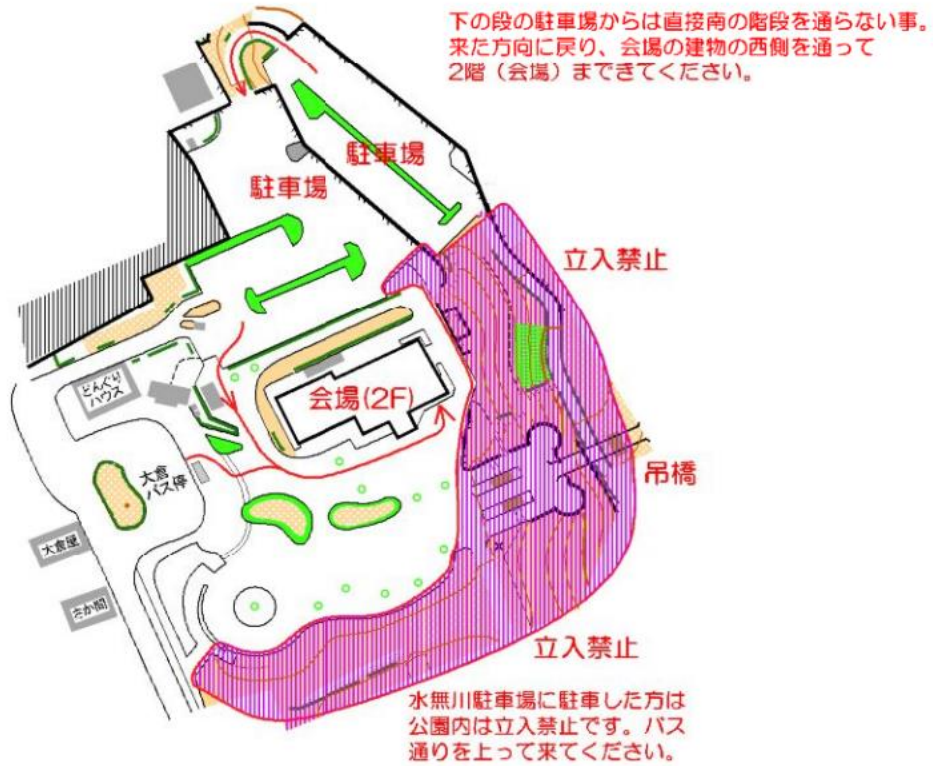 下の段の駐車場からは直接南の階段を通らない事。
来た方向に戻り、会場の建物の西側を通って
2階（会場）まできてください。
駐車場
駐車場
立入禁止
どんぐり
ハウス
会場(2F)
大倉
バス停
吊橋
大倉屋
さか間
立入禁止
水無川駐車場に駐車した方は
公園内は立入禁止です。バス
通りを上って来てください。